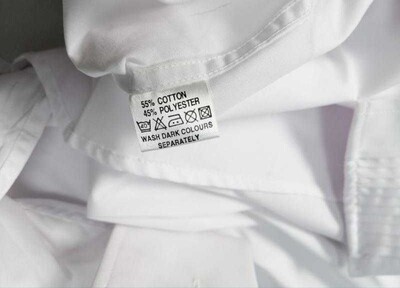 55% COTTON
45% POLYESTER
WASH DARK COLOURS
SEPARATELY